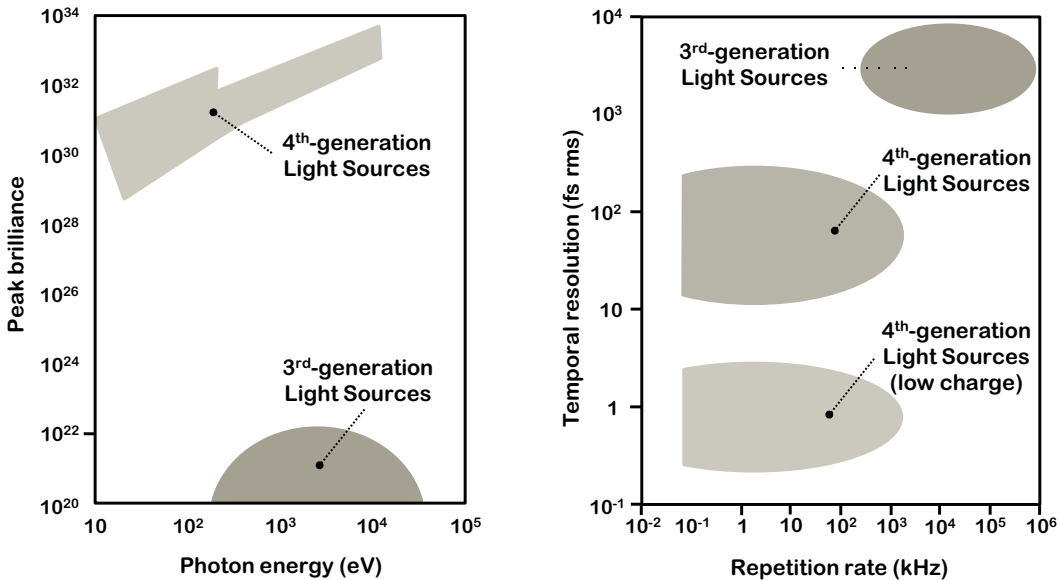 10³⁴
10³²
10³⁰
10²⁸
10²⁶
10²⁴
10²²
10²⁰
Peak brilliance
4ᵗʰ-generation
Light Sources
3ʳᵈ-generation
Light Sources
10
10²
10³
10⁴
10⁵
Photon energy (eV)
10⁴
10³
10²
10
1
10⁻¹
Temporal resolution (fs rms)
3ʳᵈ-generation
Light Sources
4ᵗʰ-generation
Light Sources
4ᵗʰ-generation
Light Sources
(low charge)
10⁻²
10⁻¹
1
10
10²
10³
10⁴
10⁵
10⁶
Repetition rate (kHz)